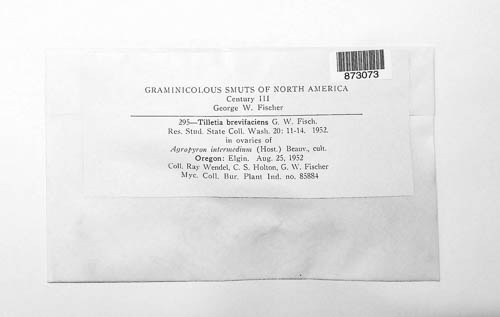 873073
GRAMINICOLOUS SMUTS OF NORTH AMERICA
Century III
George W. Fischer
295—Tilletia brevifaciens G. W. Fisch.
Res. Stud. State Coll. Wash. 20: 11-14. 1952.
in ovaries of
Agropyron intermedium (Host.) Beauv., cult.
Oregon: Elgin. Aug. 25, 1952
Coll. Ray Wendel, C. S. Holton, G. W. Fischer
Myc. Coll. Bur. Plant Ind. no. 85884